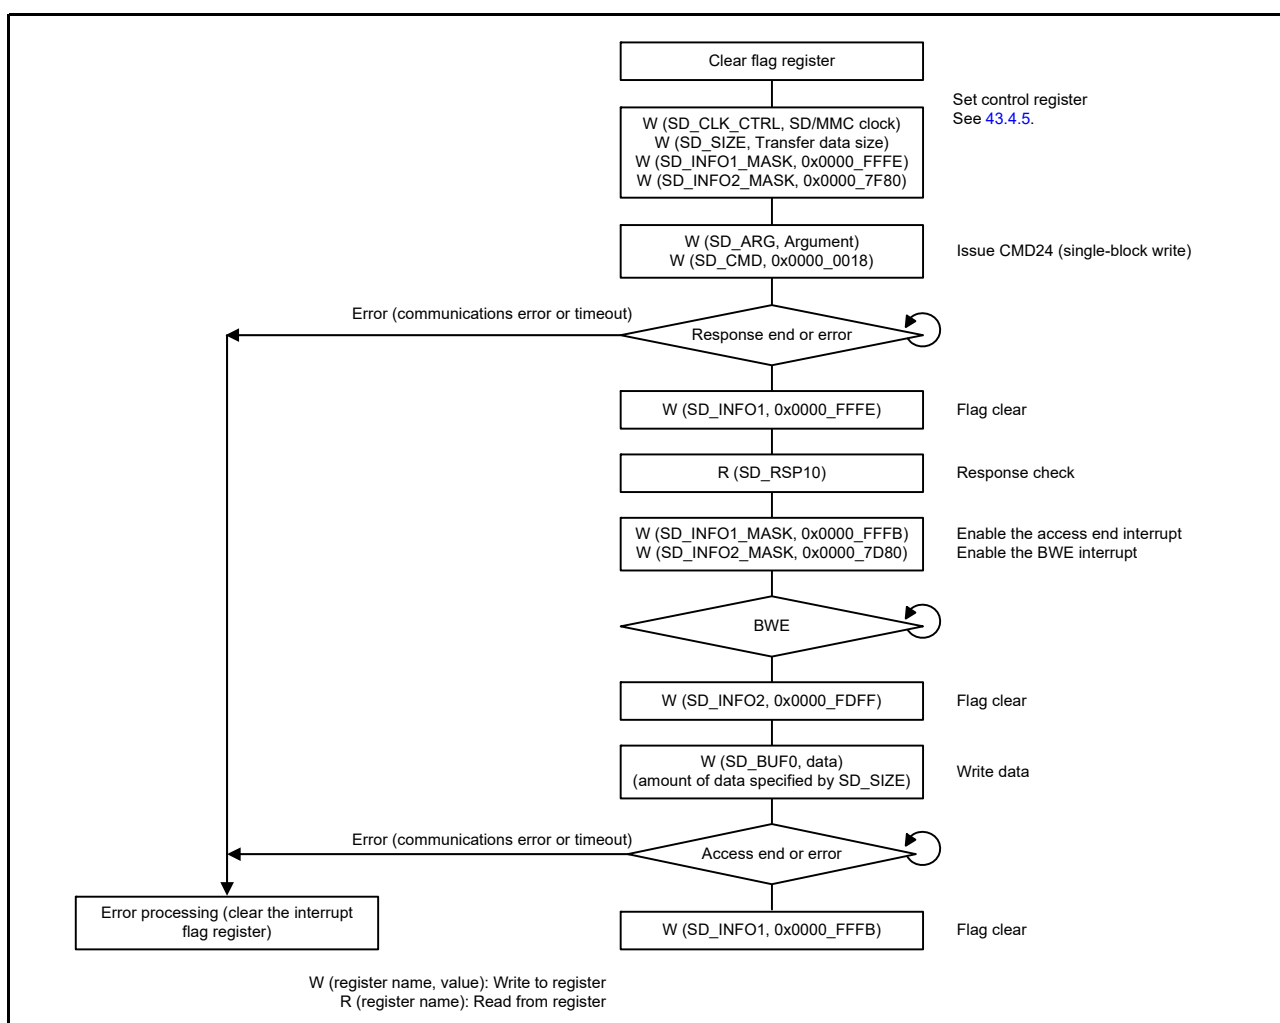 Clear flag register
Set control register
See 43.4.5.
W (SD_CLK_CTRL, SD/MMC clock)
W (SD_SIZE, Transfer data size)
W (SD_INFO1_MASK, 0x0000_FFFE)
W (SD_INFO2_MASK, 0x0000_7F80)
W (SD_ARG, Argument)
W (SD_CMD, 0x0000_0018)
Issue CMD24 (single-block write)
Error (communications error or timeout)
Response end or error
W (SD_INFO1, 0x0000_FFFE)
Flag clear
R (SD_RSP10)
Response check
W (SD_INFO1_MASK, 0x0000_FFFB)
W (SD_INFO2_MASK, 0x0000_7D80)
Enable the access end interrupt
Enable the BWE interrupt
BWE
W (SD_INFO2, 0x0000_FDFF)
Flag clear
W (SD_BUF0, data)
(amount of data specified by SD_SIZE)
Write data
Error (communications error or timeout)
Access end or error
Error processing (clear the interrupt
flag register)
W (SD_INFO1, 0x0000_FFFB)
Flag clear
W (register name, value): Write to register
R (register name): Read from register